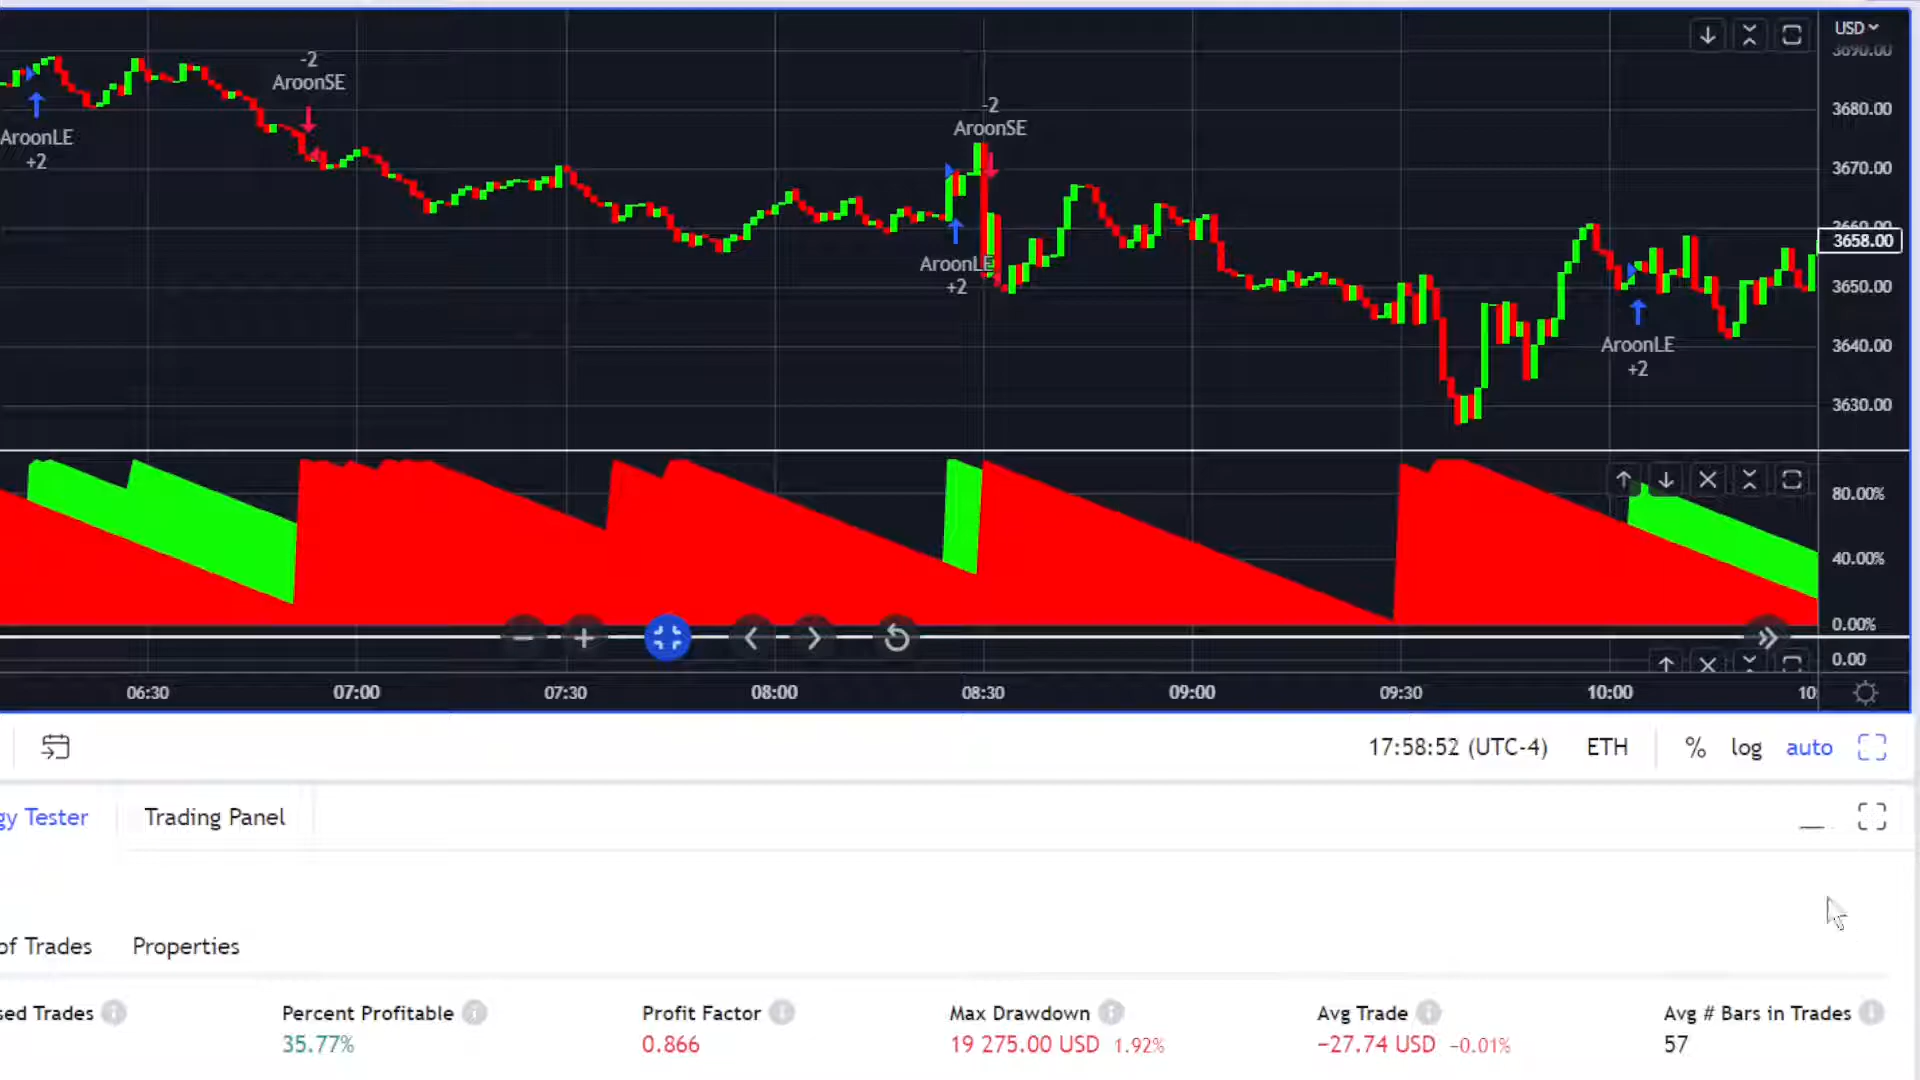 USD
3690.00
-2
AroonSE
-2
AroonSE
3680.00
AroonLE
+2
3670.00
3660.00
3658.00
AroonLE
+2
3650.00
AroonLE
+2
3640.00
3630.00
80.00%
40.00%
0.00%
0.00
06:30 07:00 07:30 08:00 08:30 09:00 09:30 10:00 10
17:58:52 (UTC-4) ETH % log auto
gy Tester Trading Panel
of Trades Properties
sed Trades Percent Profitable Profit Factor Max Drawdown Avg Trade Avg # Bars in Trades
35.77% 0.866 19 275.00 USD 1.92% −27.74 USD −0.01% 57